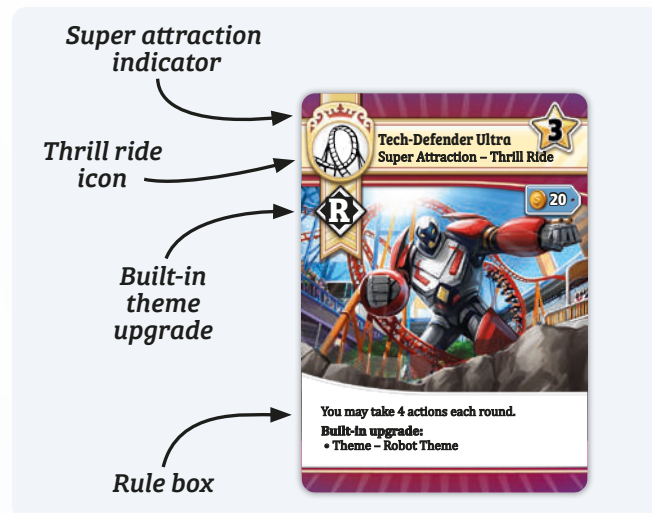 Super attraction
indicator
Thrill ride
icon
Built-in
theme
upgrade
Rule box
3
Tech-Defender Ultra
Super Attraction – Thrill Ride
R
$ 20
You may take 4 actions each round.
Built-in upgrade:
• Theme – Robot Theme